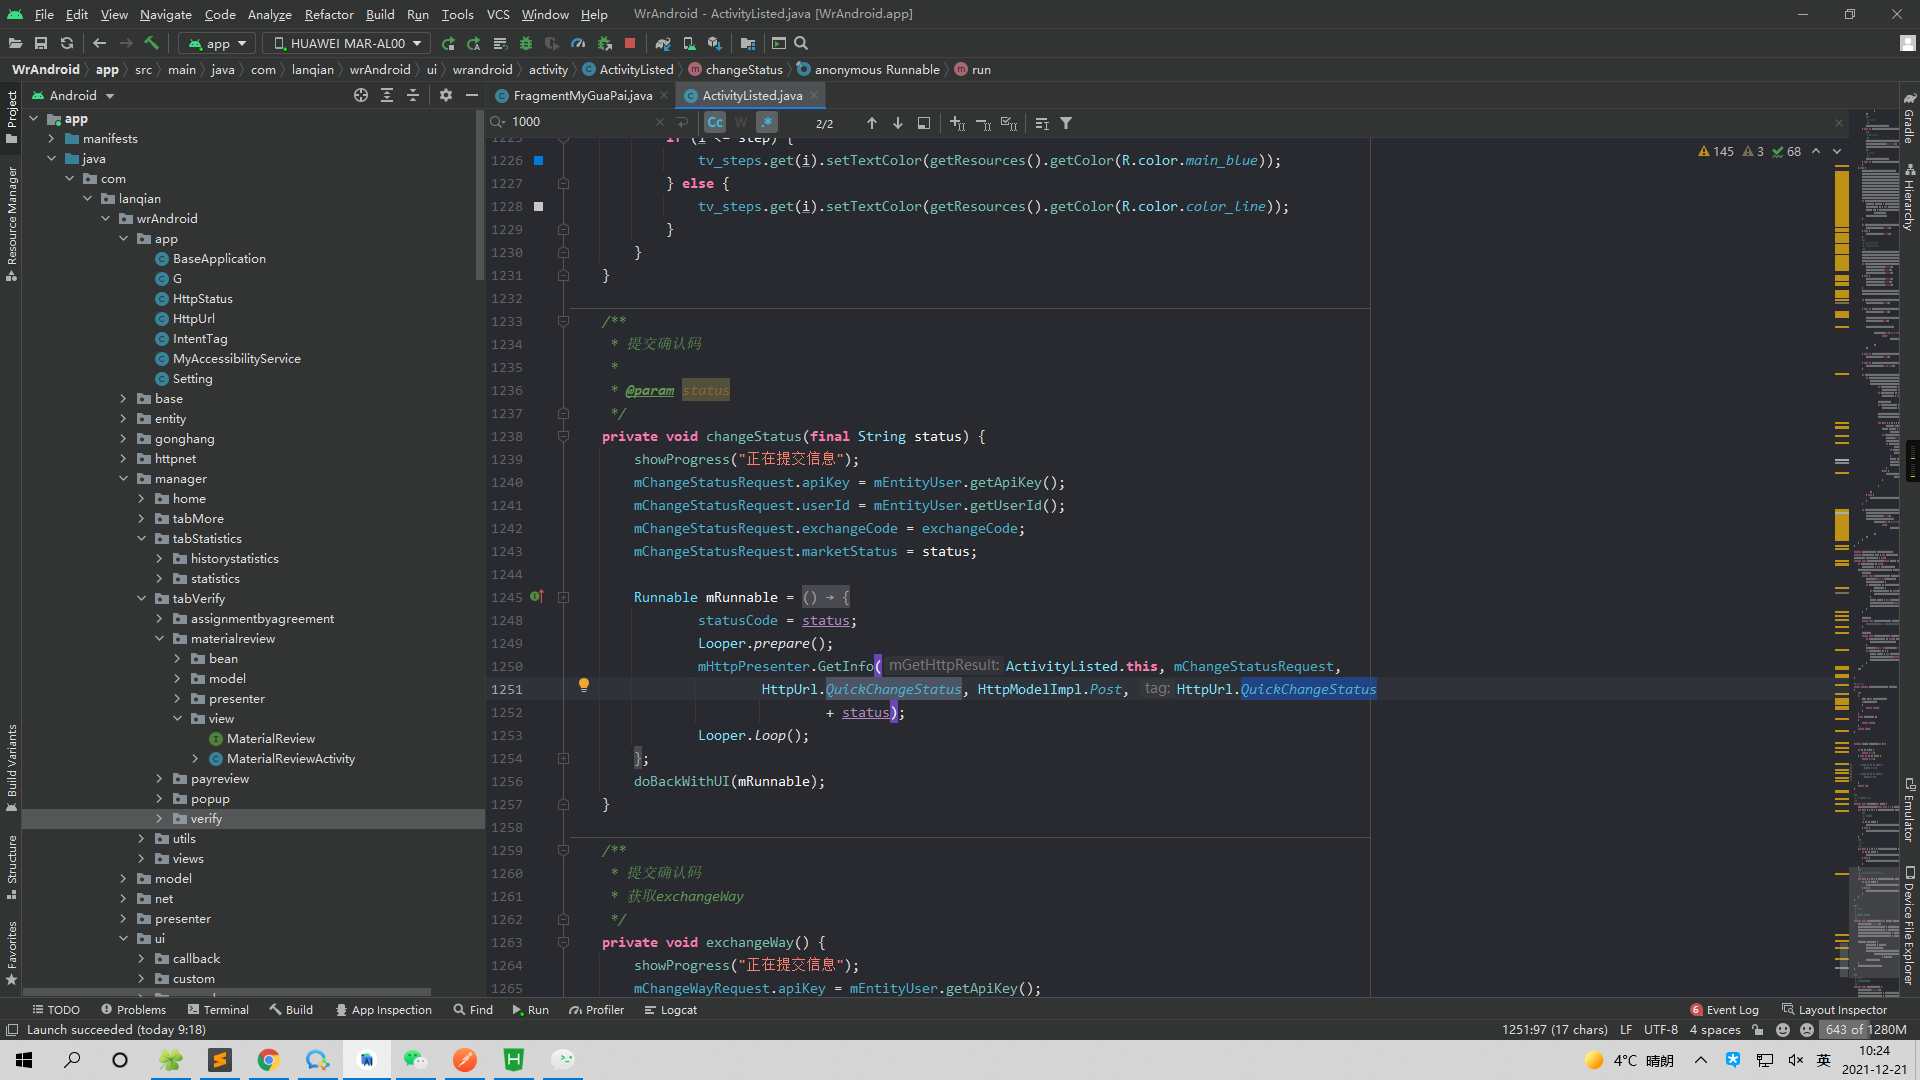 File Edit View Navigate Code Analyze Refactor Build Run Tools VCS Window Help WrAndroid - ActivityListed.java [WrAndroid.app]
app HUAWEI MAR-AL00
WrAndroid app src main java com lanqian wrAndroid ui wrandroid activity ActivityListed changeStatus anonymous Runnable run
Android
FragmentMyGuaPai.java ActivityListed.java
1000 Cc W .* 2/2
145 3 68
Project
Resource Manager
Build Variants
Structure
Favorites
app
manifests
java
com
lanqian
wrAndroid
app
BaseApplication
G
HttpStatus
HttpUrl
IntentTag
MyAccessibilityService
Setting
base
entity
gonghang
httpnet
manager
home
tabMore
tabStatistics
historystatistics
statistics
tabVerify
assignmentbyagreement
materialreview
bean
model
presenter
view
MaterialReview
MaterialReviewActivity
payreview
popup
verify
utils
views
model
net
presenter
ui
callback
custom
1225 if (i <= step) {
1226 tv_steps.get(i).setTextColor(getResources().getColor(R.color.main_blue));
1227 } else {
1228 tv_steps.get(i).setTextColor(getResources().getColor(R.color.color_line));
1229 }
1230 }
1231 }
1232
1233 /**
1234 * 提交确认码
1235 *
1236 * @param status
1237 */
1238 private void changeStatus(final String status) {
1239 showProgress("正在提交信息");
1240 mChangeStatusRequest.apiKey = mEntityUser.getApiKey();
1241 mChangeStatusRequest.userId = mEntityUser.getUserId();
1242 mChangeStatusRequest.exchangeCode = exchangeCode;
1243 mChangeStatusRequest.marketStatus = status;
1244
1245 Runnable mRunnable = () → {
1248 statusCode = status;
1249 Looper.prepare();
1250 mHttpPresenter.GetInfo( mGetHttpResult: ActivityListed.this, mChangeStatusRequest,
1251 HttpUrl.QuickChangeStatus, HttpModelImpl.Post, tag: HttpUrl.QuickChangeStatus
1252 + status);
1253 Looper.loop();
1254 };
1256 doBackWithUI(mRunnable);
1257 }
1258
1259 /**
1260 * 提交确认码
1261 * 获取exchangeWay
1262 */
1263 private void exchangeWay() {
1264 showProgress("正在提交信息");
1265 mChangeWayRequest.apiKey = mEntityUser.getApiKey();
Gradle
Hierarchy
Emulator
Device File Explorer
TODO Problems Terminal Build App Inspection Find Run Profiler Logcat 6 Event Log Layout Inspector
Launch succeeded (today 9:18) 1251:97 (17 chars) LF UTF-8 4 spaces 643 of 1280M
4°C 晴朗 英 10:24
2021-12-21